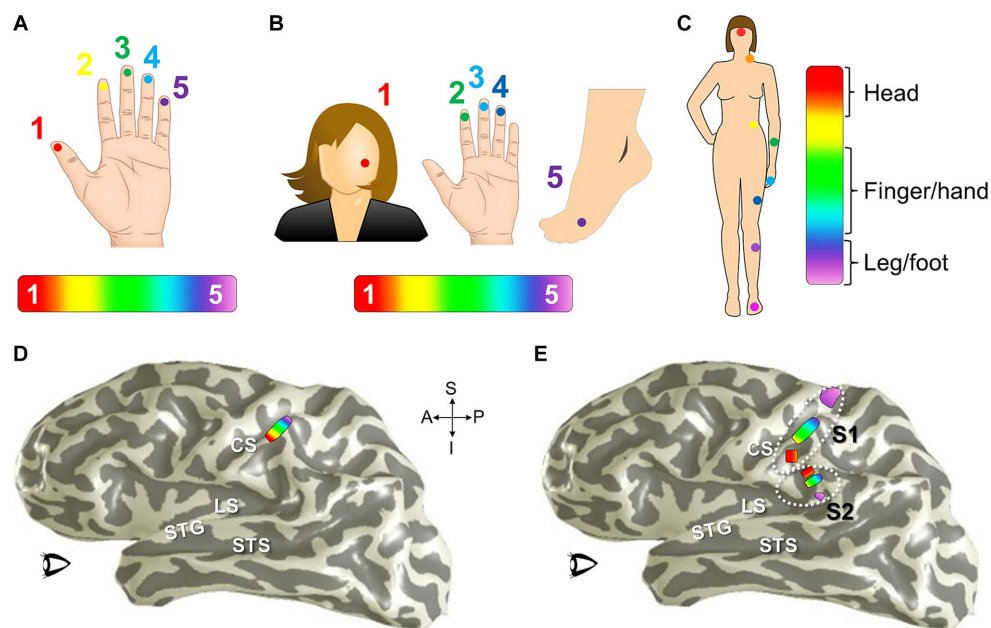 A
1
2
3
4
5
1
5
B
1
2
3
4
5
1
5
C
Head
Finger/hand
Leg/foot
D
S
A
P
I
CS
LS
STG
STS
E
CS
S1
LS
S2
STG
STS